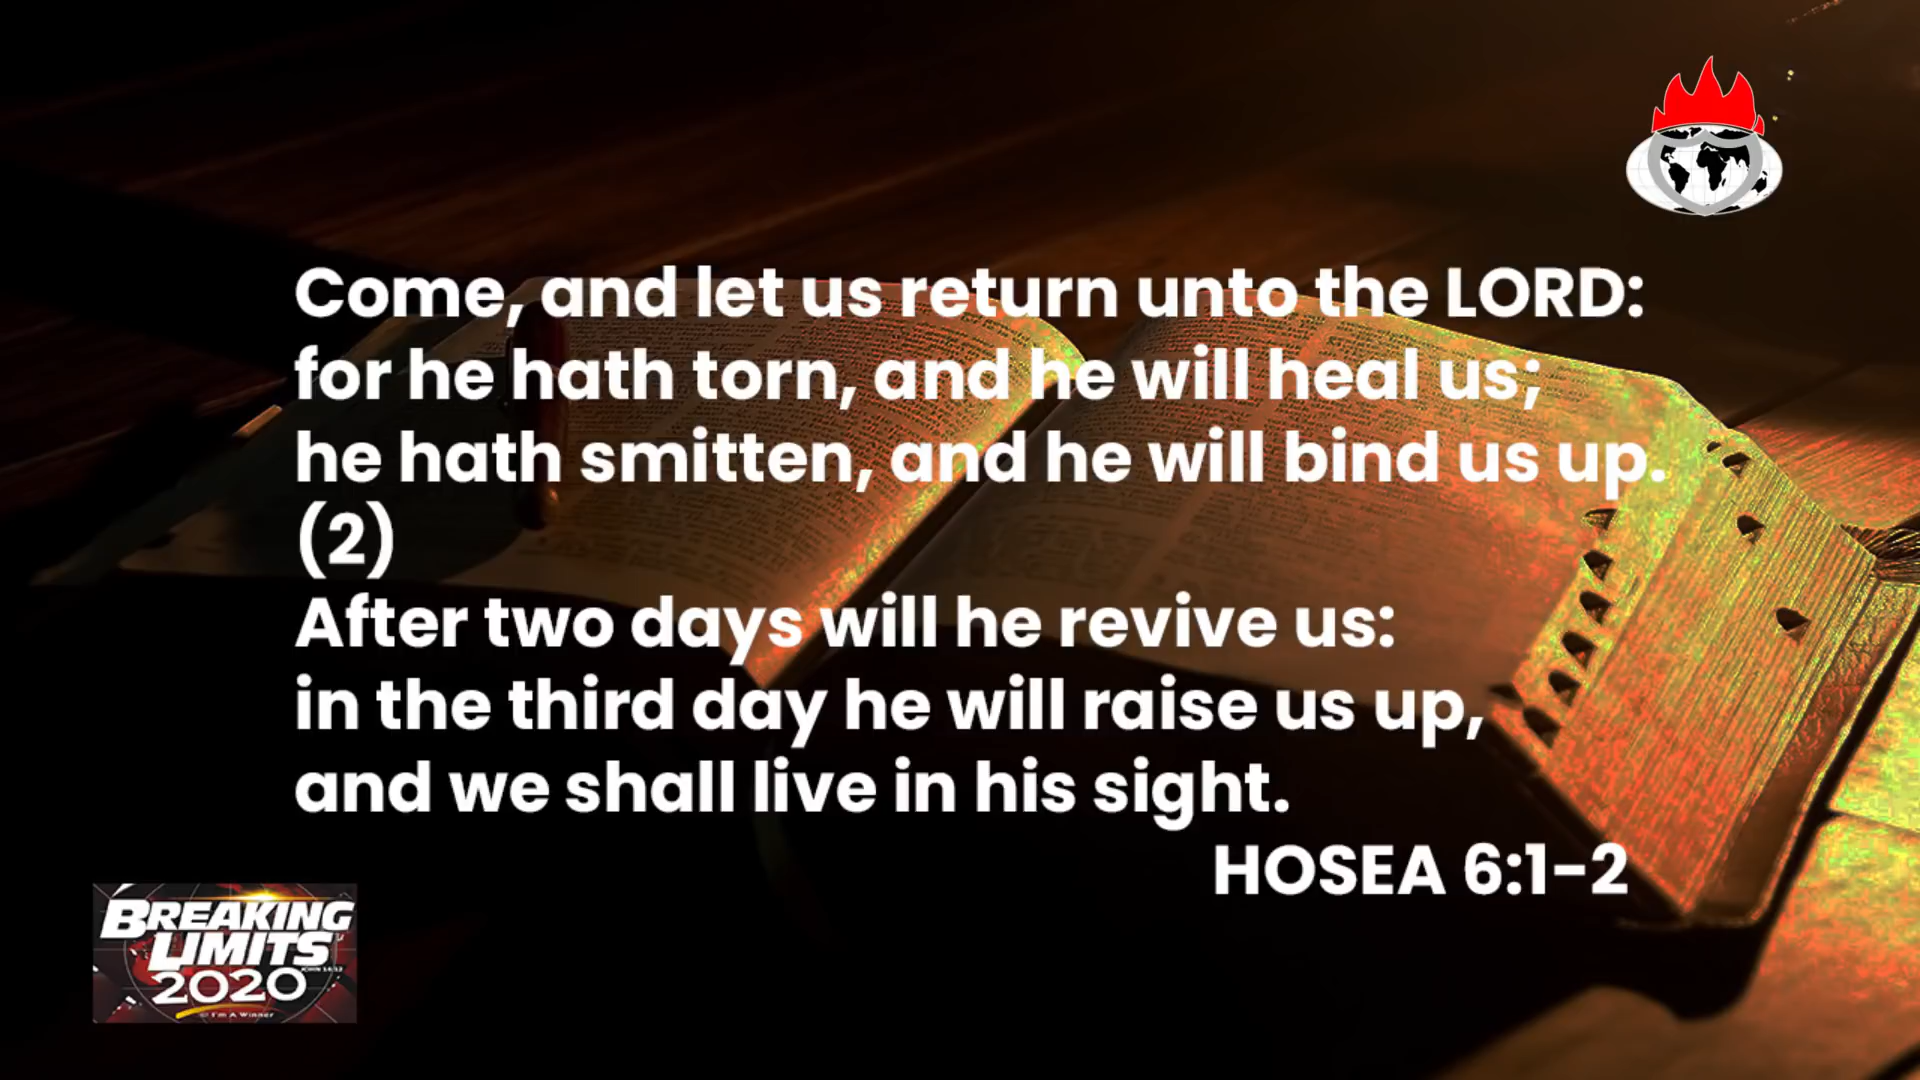 Come, and let us return unto the LORD:
for he hath torn, and he will heal us;
he hath smitten, and he will bind us up.
(2)
After two days will he revive us:
in the third day he will raise us up,
and we shall live in his sight.
HOSEA 6:1-2
BREAKING
LIMITS
2020
I'm A Winner